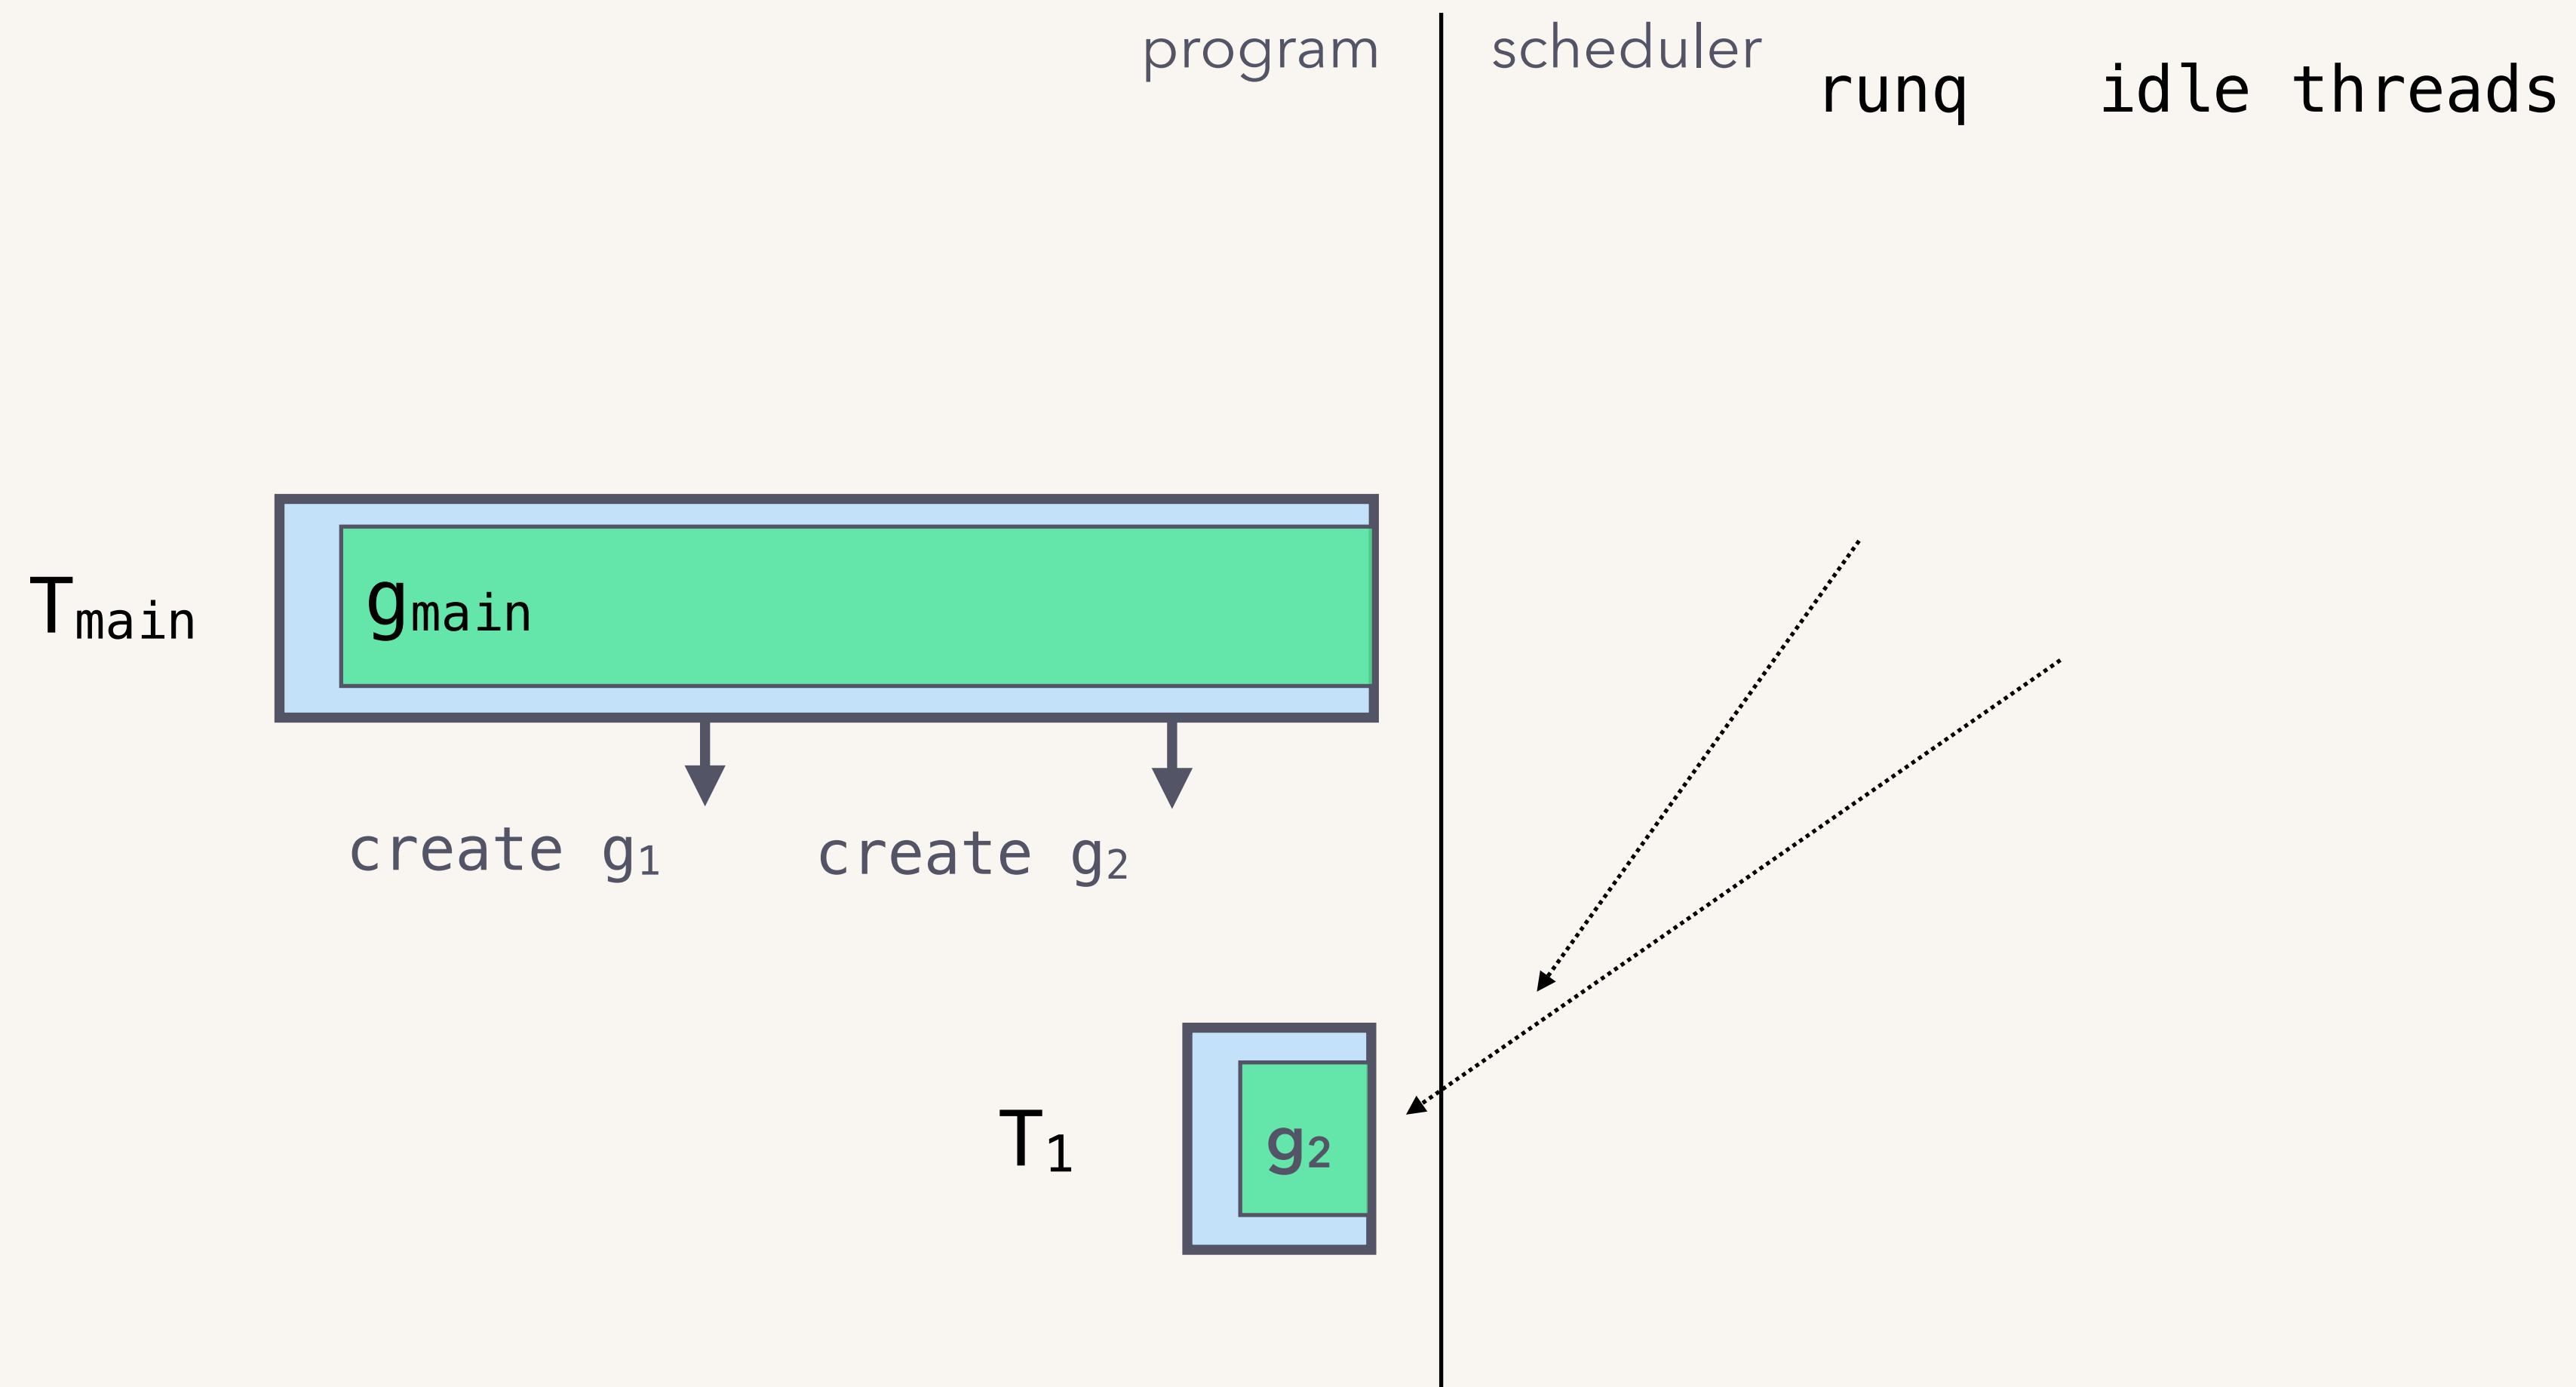 program
scheduler
runq
idle threads
Tmain
gmain
create g1
create g2
T1
g2